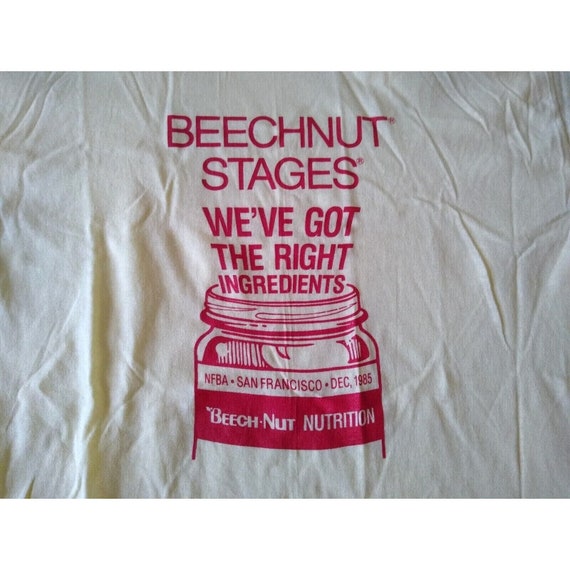 BEECHNUT®
STAGES®
WE'VE GOT
THE RIGHT
INGREDIENTS
NFBA • SAN FRANCISCO • DEC, 1985
BEECH-NUT NUTRITION